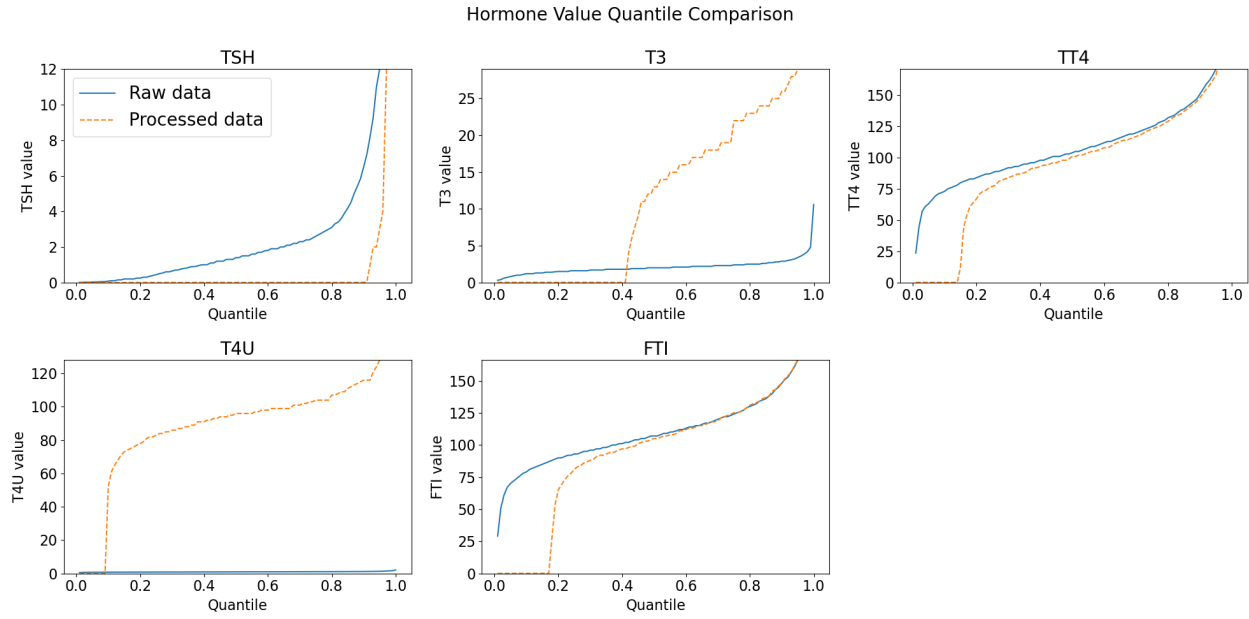 Hormone Value Quantile Comparison
TSH
12
10
8
6
4
2
0
TSH value
Raw data
Processed data
0.0 0.2 0.4 0.6 0.8 1.0
Quantile
T3
25
20
15
10
5
0
T3 value
0.0 0.2 0.4 0.6 0.8 1.0
Quantile
TT4
150
125
100
75
50
25
0
TT4 value
0.0 0.2 0.4 0.6 0.8 1.0
Quantile
T4U
120
100
80
60
40
20
0
T4U value
0.0 0.2 0.4 0.6 0.8 1.0
Quantile
FTI
150
125
100
75
50
25
0
FTI value
0.0 0.2 0.4 0.6 0.8 1.0
Quantile